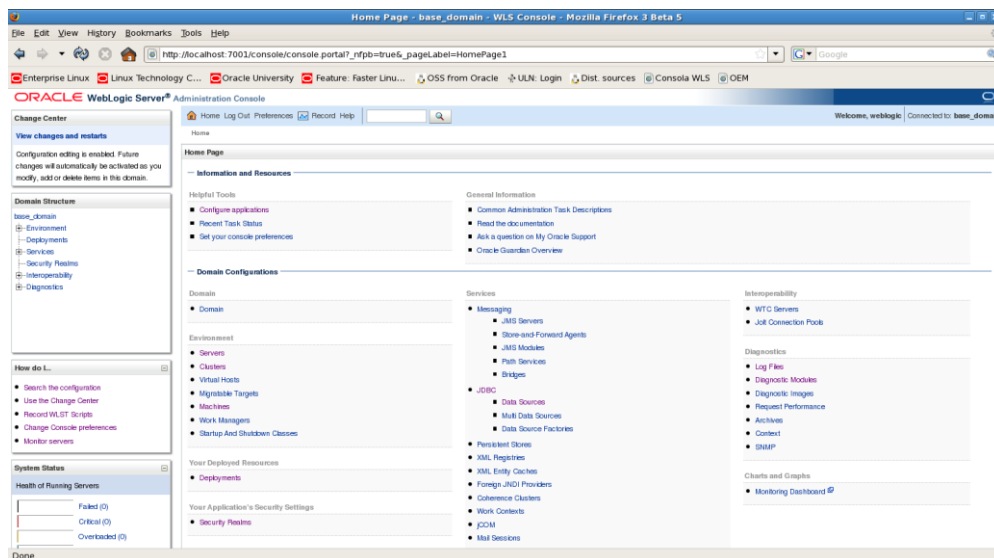 Home Page - base_domain - WLS Console - Mozilla Firefox 3 Beta 5
File Edit View History Bookmarks Tools Help
http://localhost:7001/console/console.portal?_nfpb=true&_pageLabel=HomePage1
Google
Enterprise Linux Linux Technology C... Oracle University Feature: Faster Linu... OSS from Oracle ULN: Login Dist. sources Consola WLS OEM
ORACLE WebLogic Server® Administration Console
Change Center
View changes and restarts
Configuration editing is enabled. Future
changes will automatically be activated as you
modify, add or delete items in this domain.
Domain Structure
base_domain
Environment
Deployments
Services
Security Realms
Interoperability
Diagnostics
How do I...
Search the configuration
Use the Change Center
Record WLST Scripts
Change Console preferences
Monitor servers
System Status
Health of Running Servers
Failed (0)
Critical (0)
Overloaded (0)
Home Log Out Preferences Record Help
Welcome, weblogic Connected to: base_domai
Home
Home Page
Information and Resources
Helpful Tools
Configure applications
Recent Task Status
Set your console preferences
General Information
Common Administration Task Descriptions
Read the documentation
Ask a question on My Oracle Support
Oracle Guardian Overview
Domain Configurations
Domain
Domain
Environment
Servers
Clusters
Virtual Hosts
Migratable Targets
Machines
Work Managers
Startup And Shutdown Classes
Your Deployed Resources
Deployments
Your Application's Security Settings
Security Realms
Services
Messaging
JMS Servers
Store-and-Forward Agents
JMS Modules
Path Services
Bridges
JDBC
Data Sources
Multi Data Sources
Data Source Factories
Persistent Stores
XML Registries
XML Entity Caches
Foreign JNDI Providers
Coherence Clusters
Work Contexts
jCOM
Mail Sessions
Interoperability
WTC Servers
Jolt Connection Pools
Diagnostics
Log Files
Diagnostic Modules
Diagnostic Images
Request Performance
Archives
Context
SNMP
Charts and Graphs
Monitoring Dashboard
Done